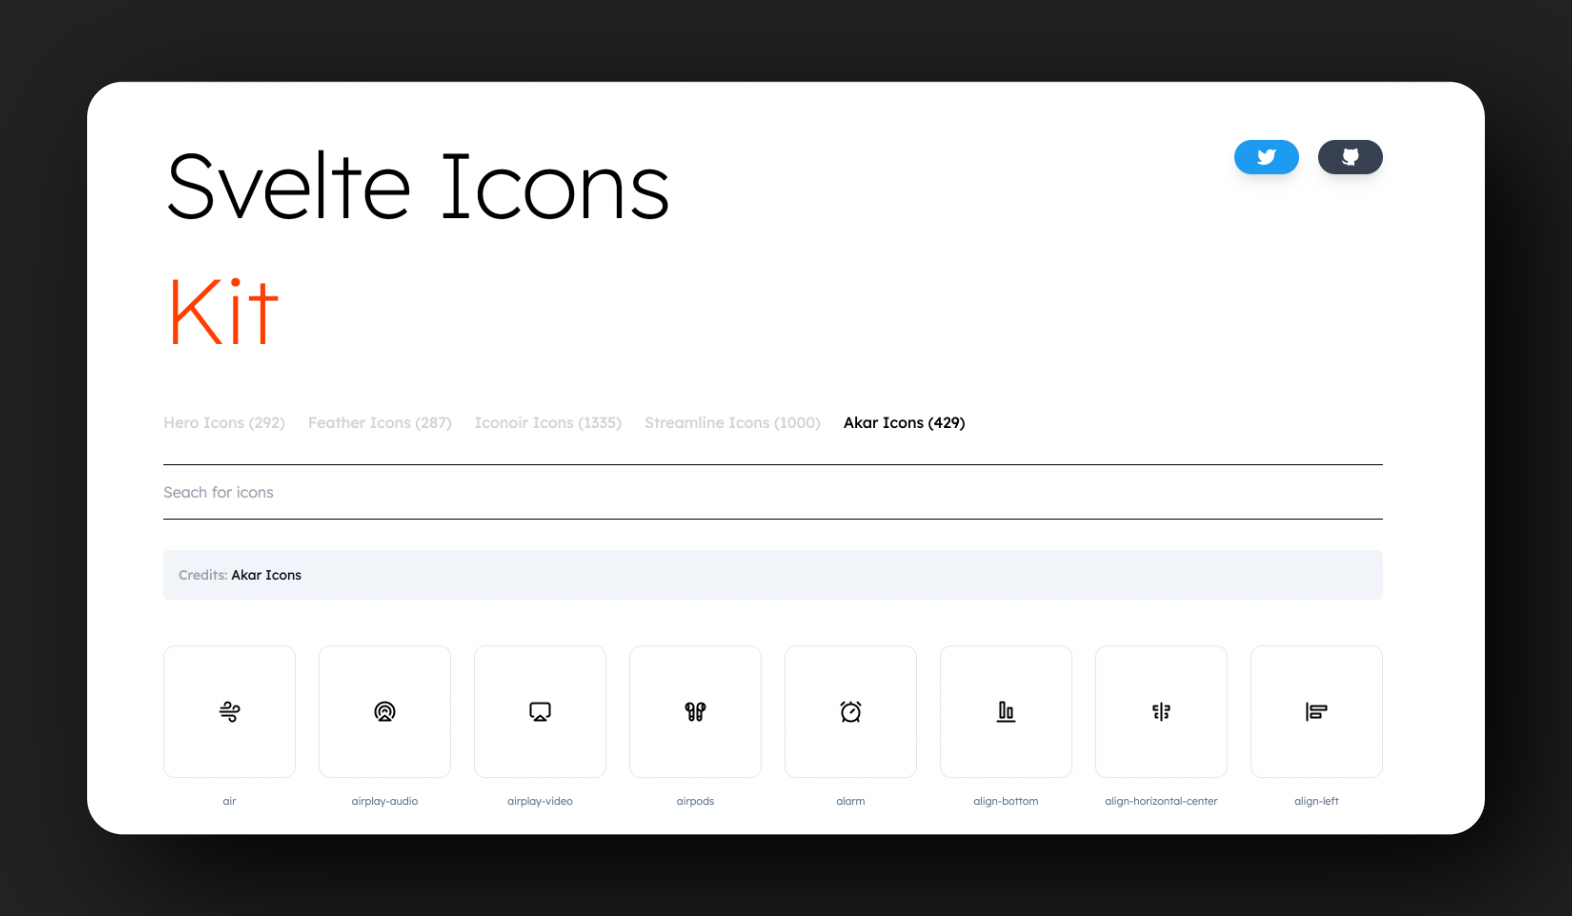 Svelte Icons
Kit
Hero Icons (292) Feather Icons (287) Iconoir Icons (1335) Streamline Icons (1000) Akar Icons (429)
Seach for icons
Credits: Akar Icons
air airplay-audio airplay-video airpods alarm align-bottom align-horizontal-center align-left